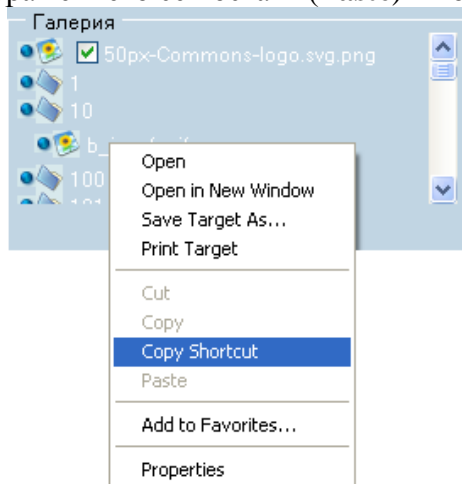 Галерия
50px-Commons-logo.svg.png
1
10
100
Open
Open in New Window
Save Target As...
Print Target
Cut
Copy
Copy Shortcut
Paste
Add to Favorites...
Properties